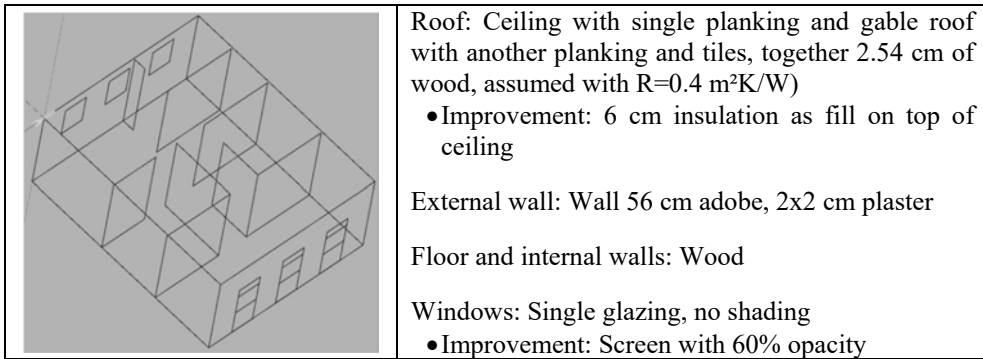 Roof: Ceiling with single planking and gable roof
with another planking and tiles, together 2.54 cm of
wood, assumed with R=0.4 m²K/W)
•Improvement: 6 cm insulation as fill on top of
ceiling
External wall: Wall 56 cm adobe, 2x2 cm plaster
Floor and internal walls: Wood
Windows: Single glazing, no shading
•Improvement: Screen with 60% opacity